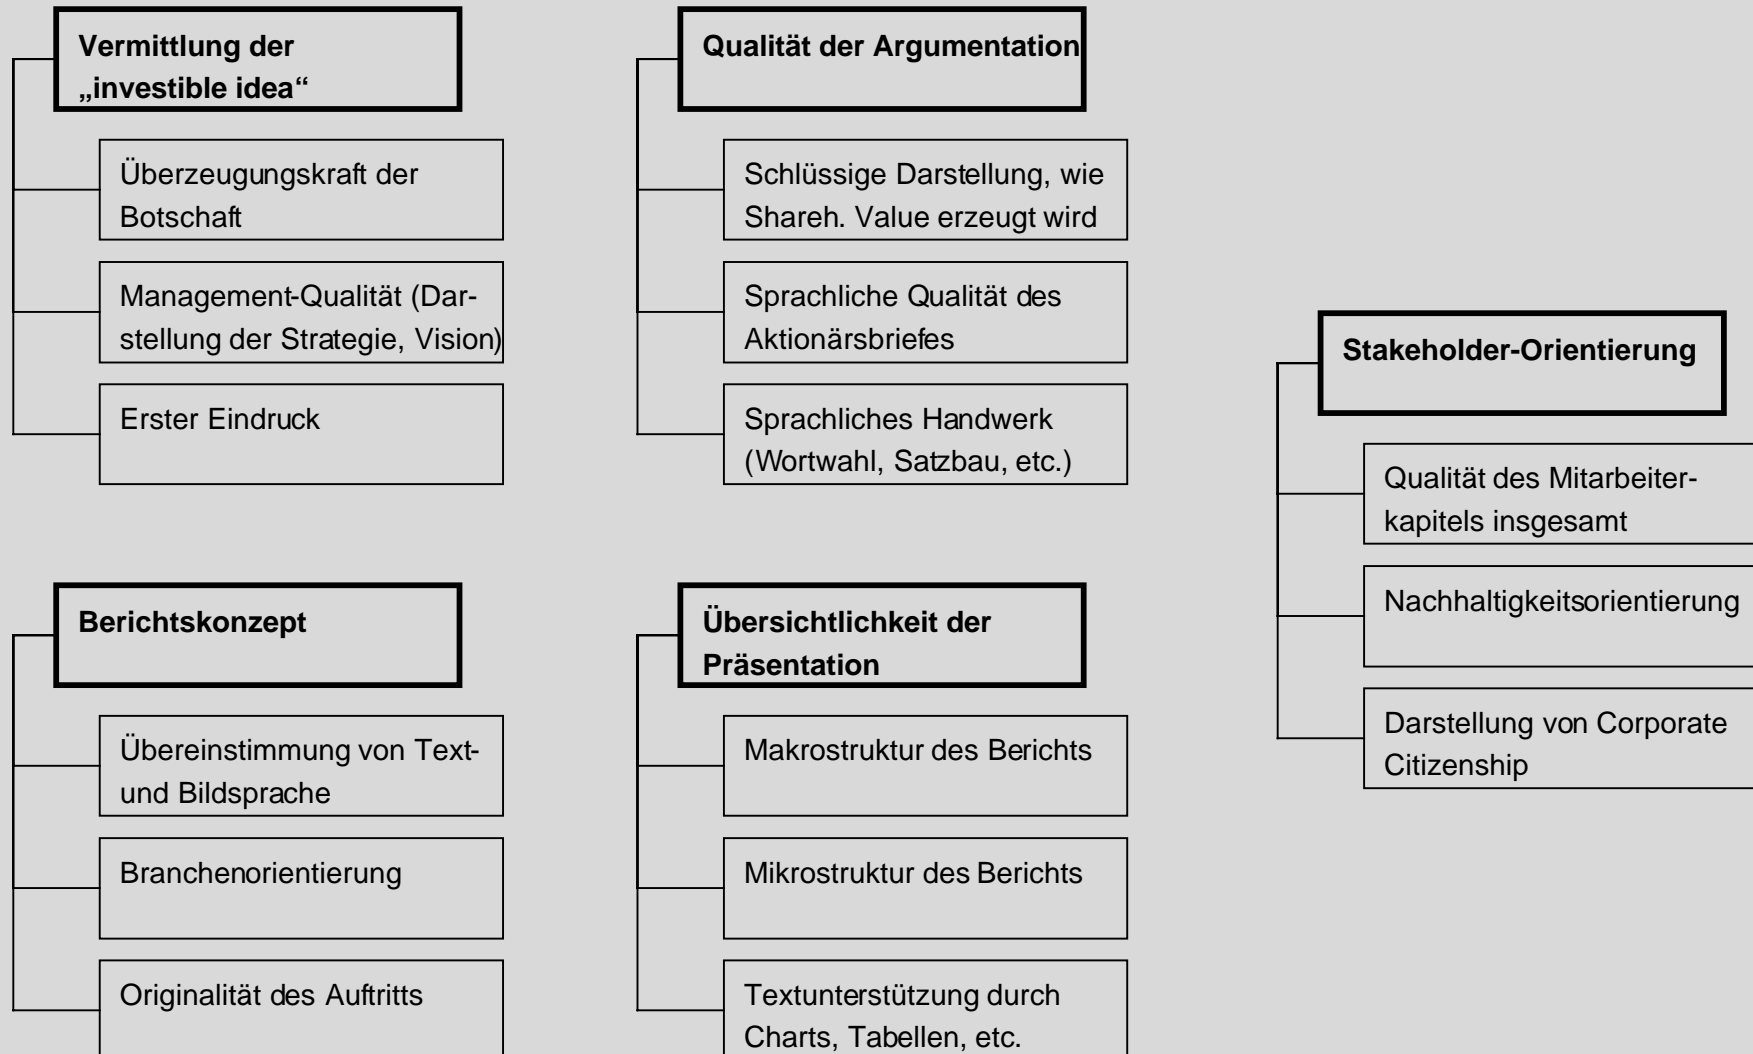 Vermittlung der
„investible idea“
Überzeugungskraft der
Botschaft
Management-Qualität (Dar-
stellung der Strategie, Vision)
Erster Eindruck
Qualität der Argumentation
Schlüssige Darstellung, wie
Shareh. Value erzeugt wird
Sprachliche Qualität des
Aktionärsbriefes
Sprachliches Handwerk
(Wortwahl, Satzbau, etc.)
Berichtskonzept
Übereinstimmung von Text-
und Bildsprache
Branchenorientierung
Originalität des Auftritts
Übersichtlichkeit der
Präsentation
Makrostruktur des Berichts
Mikrostruktur des Berichts
Textunterstützung durch
Charts, Tabellen, etc.
Stakeholder-Orientierung
Qualität des Mitarbeiter-
kapitels insgesamt
Nachhaltigkeitsorientierung
Darstellung von Corporate
Citizenship